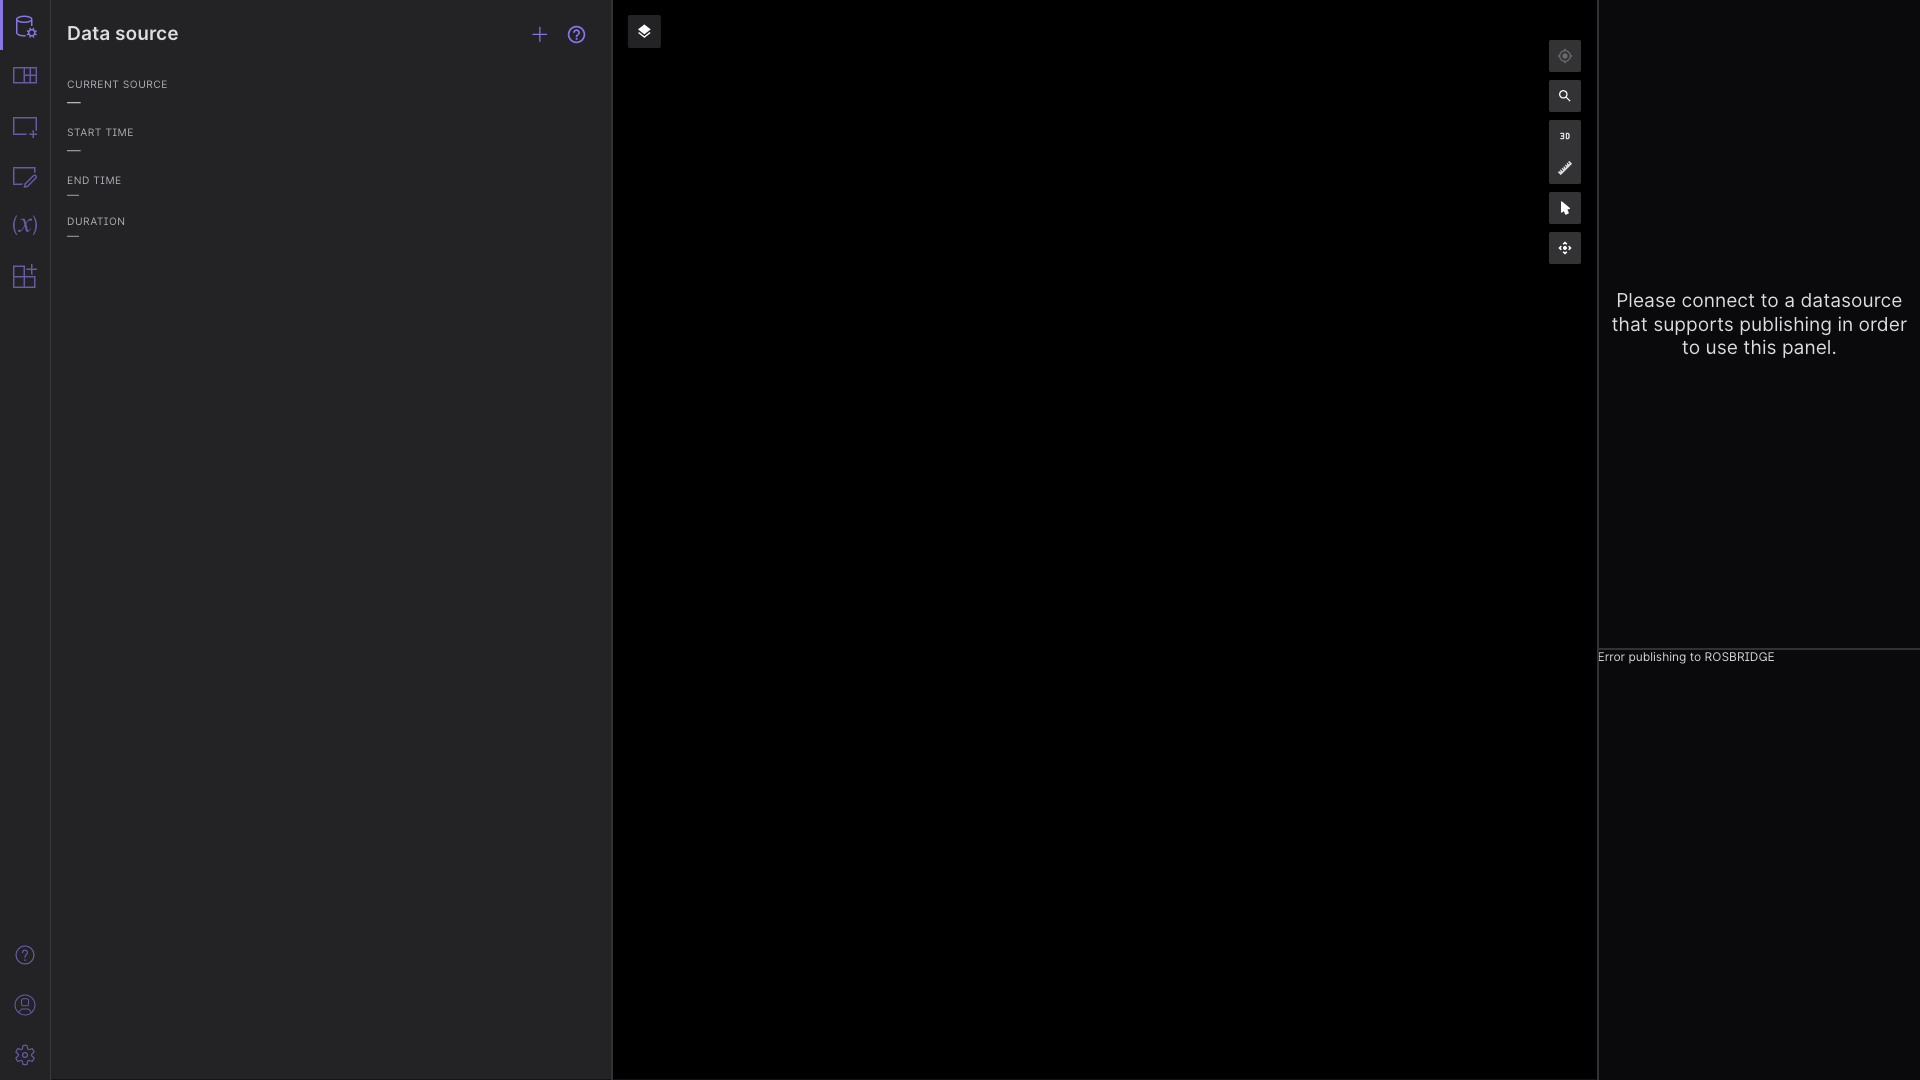 Data source
CURRENT SOURCE
—
START TIME
—
END TIME
—
DURATION
—
(x)
3D
Please connect to a datasource
that supports publishing in order
to use this panel.
Error publishing to ROSBRIDGE